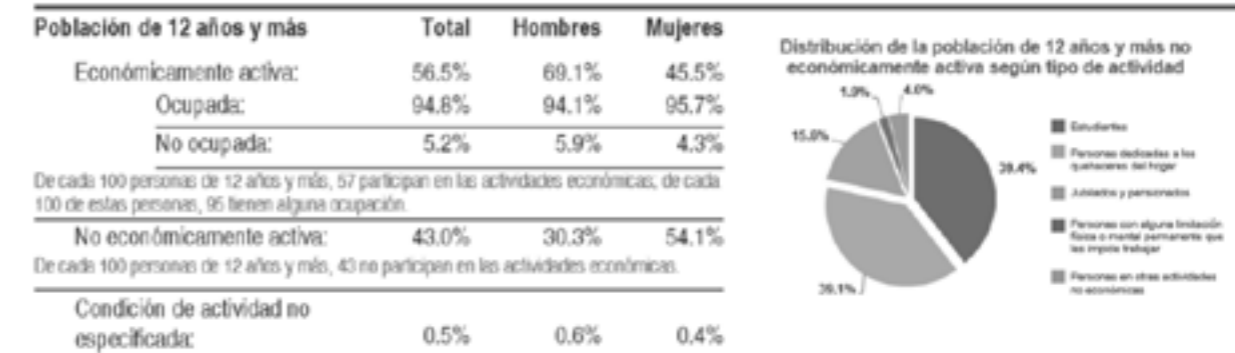 Población de 12 años y más Total Hombres Mujeres
Económicamente activa: 56.5% 69.1% 45.5%
Ocupada: 94.8% 94.1% 95.7%
No ocupada: 5.2% 5.9% 4.3%
De cada 100 personas de 12 años y más, 57 participan en las actividades económicas, de cada
100 de estas personas, 95 tienen alguna ocupación.
No económicamente activa: 43.0% 30.3% 54.1%
De cada 100 personas de 12 años y más, 43 no participan en las actividades económicas.
Condición de actividad no
especificada: 0.5% 0.6% 0.4%
Distribución de la población de 12 años y más no
económicamente activa según tipo de actividad
4.0%
39.4%
39.1%
Estudiantes
Personas dedicadas a los
quehaceres del hogar
Jubilados y pensionados
Personas con alguna limitación
física o mental permanente que
les impide trabajar
Personas en otras actividades
no económicas